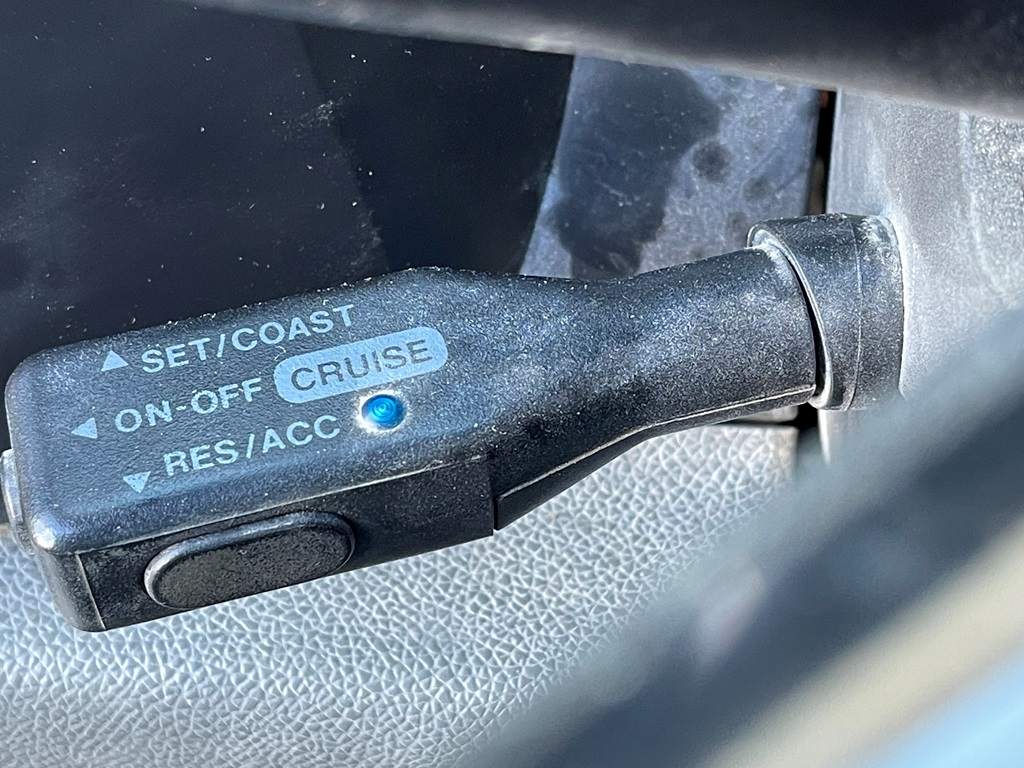 ▲ SET/COAST
◀ ON-OFF CRUISE
▼ RES/ACC